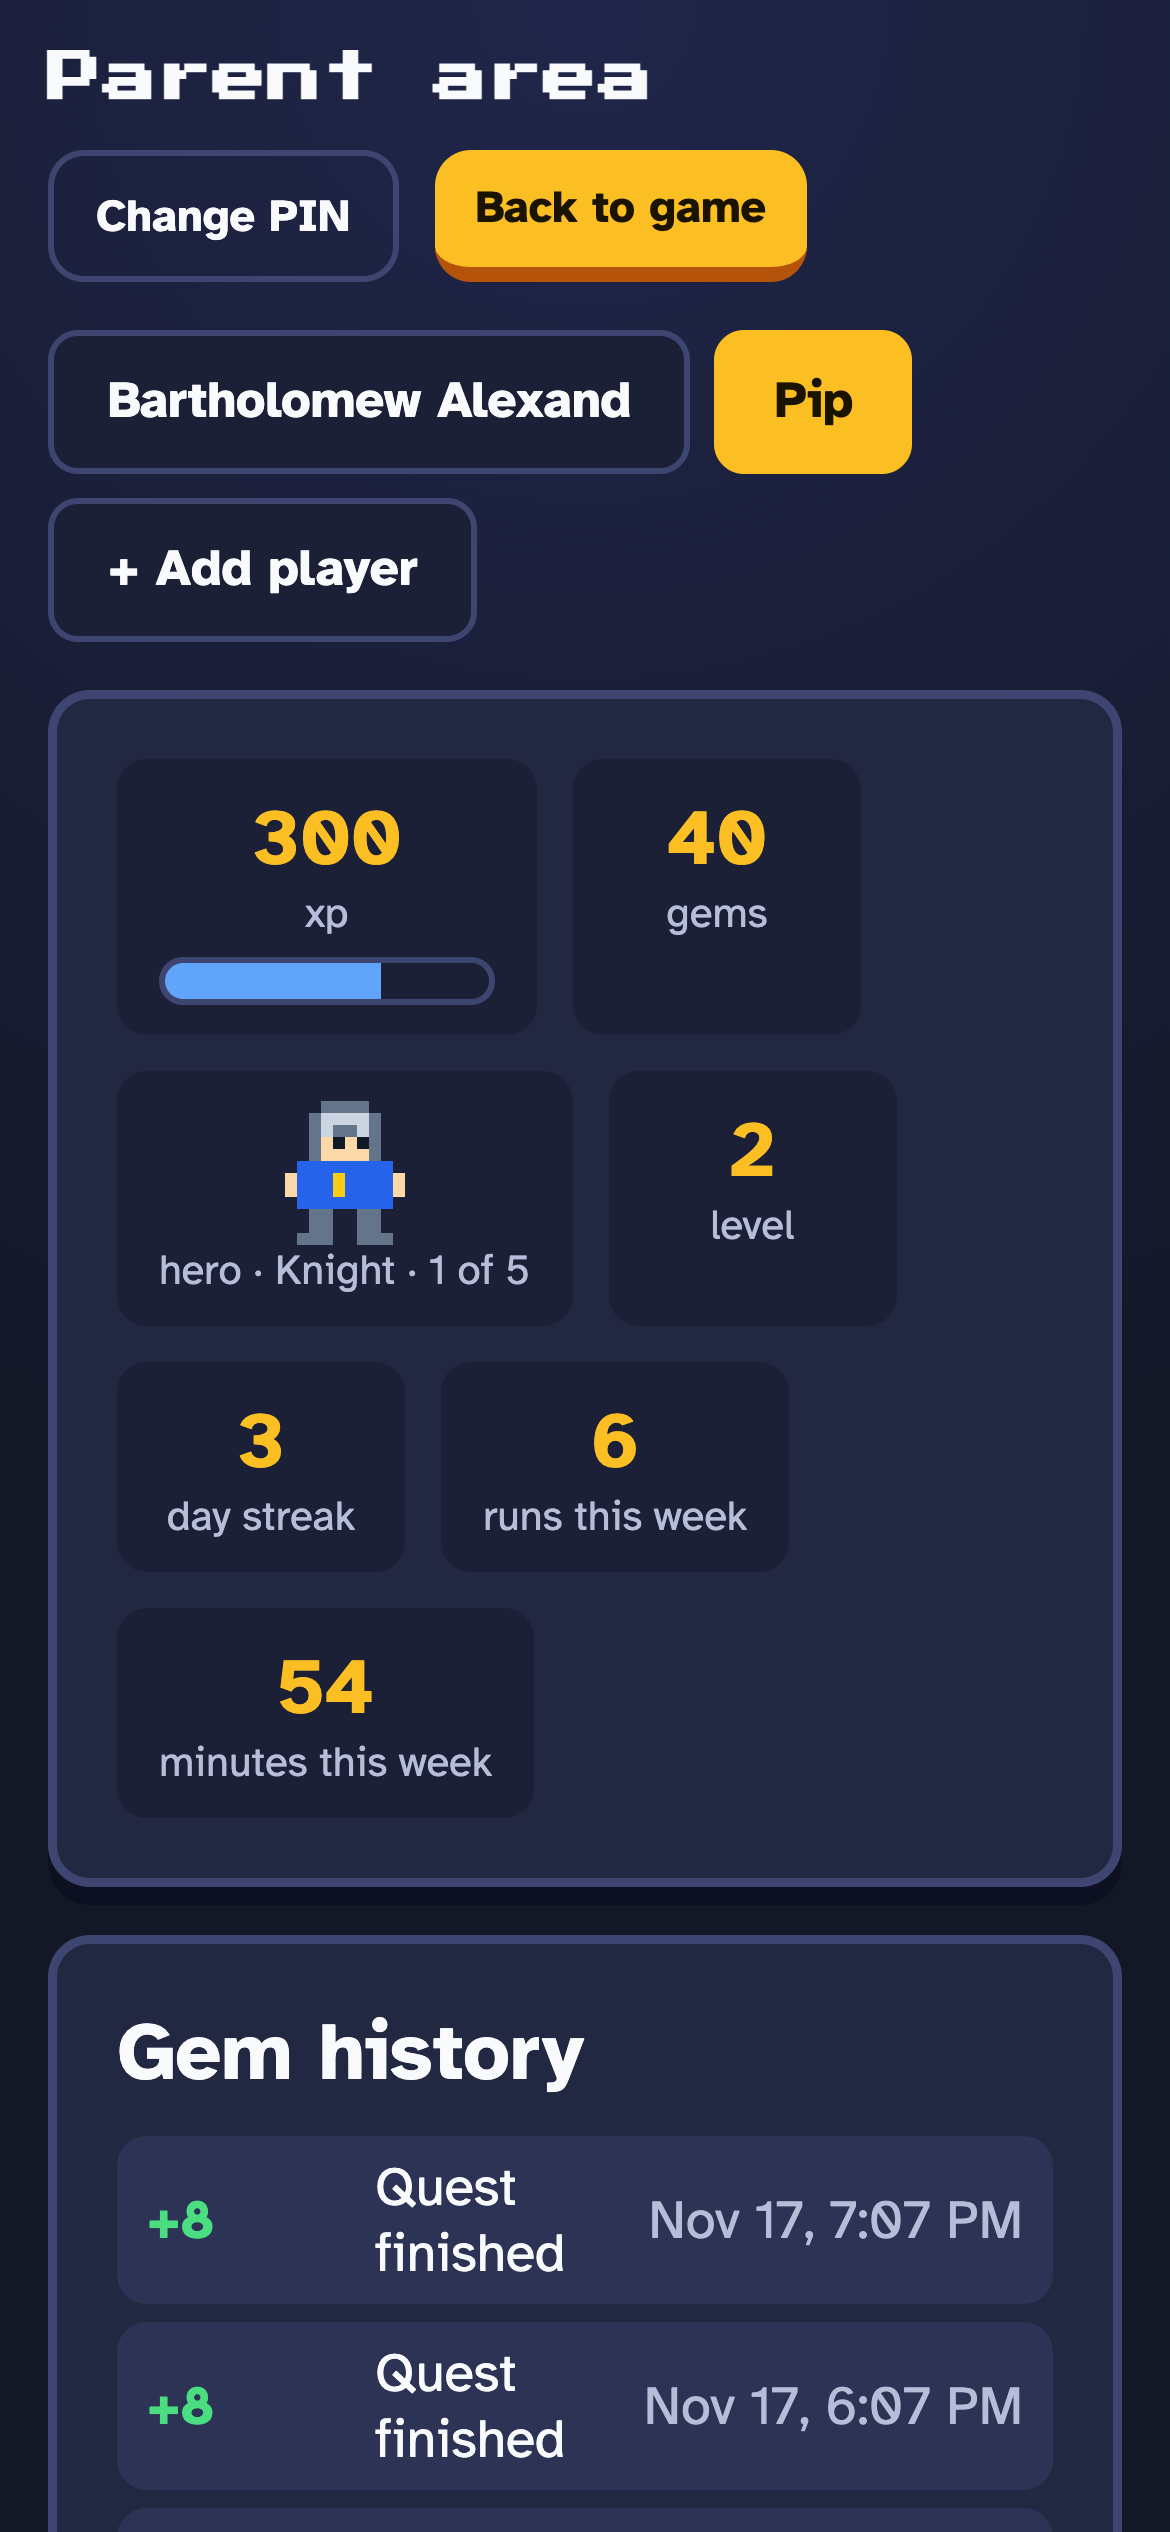 Parent area
Change PIN
Back to game
Bartholomew Alexand
Pip
+ Add player
300
xp
40
gems
hero · Knight · 1 of 5
2
level
3
day streak
6
runs this week
54
minutes this week
Gem history
+8
Quest
finished
Nov 17, 7:07 PM
+8
Quest
finished
Nov 17, 6:07 PM